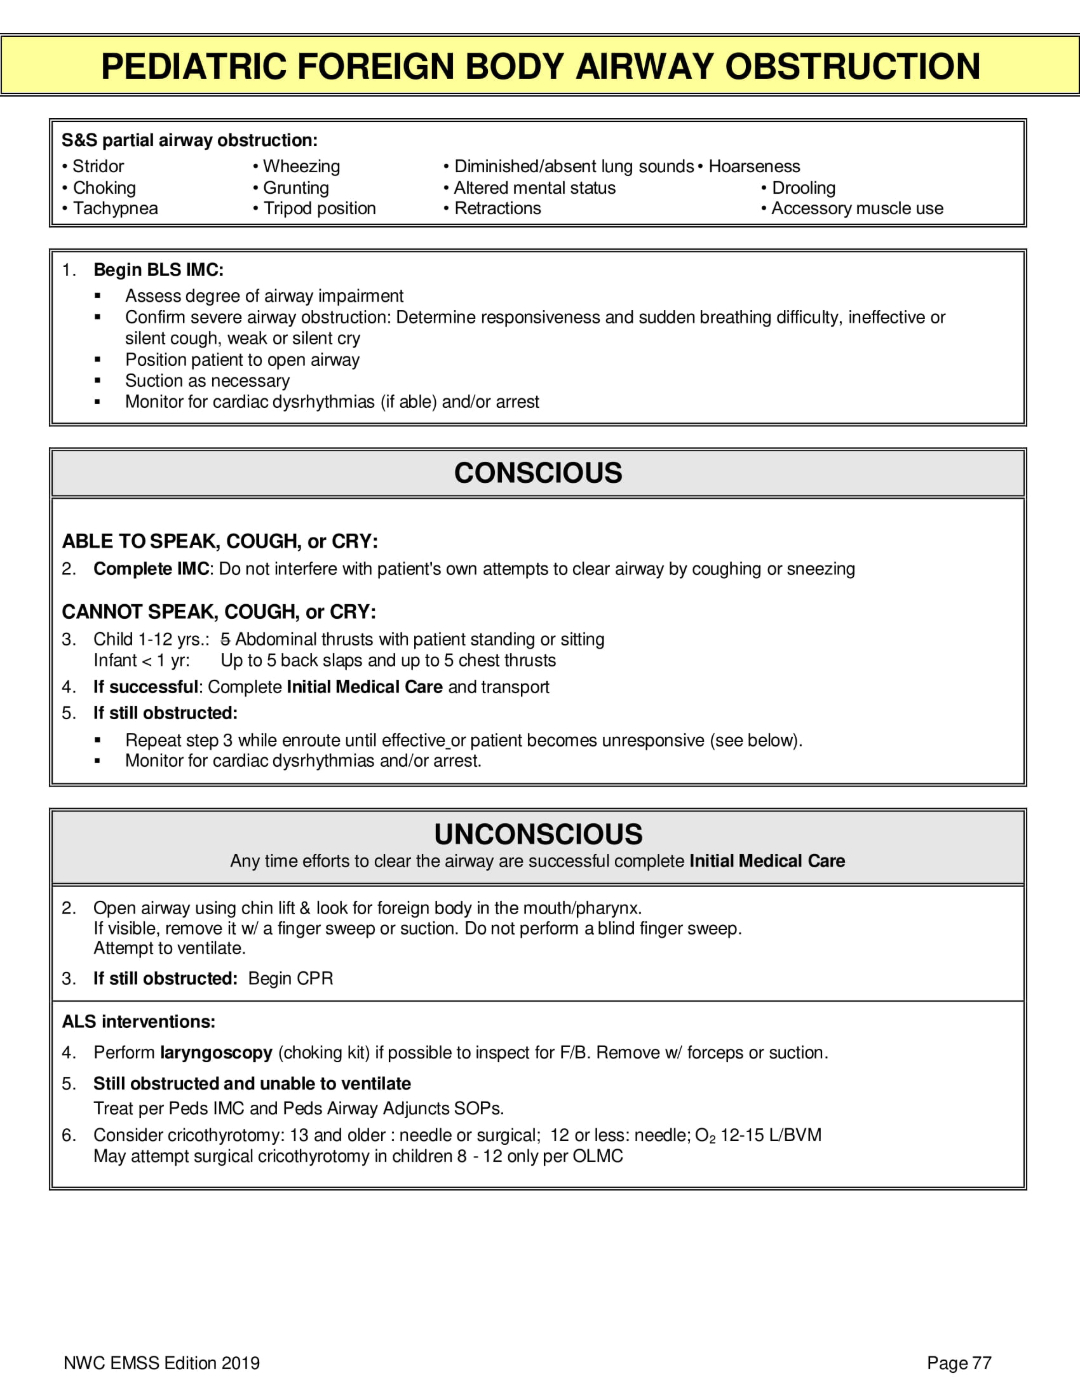 PEDIATRIC FOREIGN BODY AIRWAY OBSTRUCTION
S&S partial airway obstruction:
• Stridor • Wheezing • Diminished/absent lung sounds • Hoarseness
• Choking • Grunting • Altered mental status • Drooling
• Tachypnea • Tripod position • Retractions • Accessory muscle use
1. Begin BLS IMC:
▪ Assess degree of airway impairment
▪ Confirm severe airway obstruction: Determine responsiveness and sudden breathing difficulty, ineffective or
silent cough, weak or silent cry
▪ Position patient to open airway
▪ Suction as necessary
▪ Monitor for cardiac dysrhythmias (if able) and/or arrest
CONSCIOUS
ABLE TO SPEAK, COUGH, or CRY:
2. Complete IMC: Do not interfere with patient's own attempts to clear airway by coughing or sneezing
CANNOT SPEAK, COUGH, or CRY:
3. Child 1-12 yrs.: 5 Abdominal thrusts with patient standing or sitting
Infant < 1 yr: Up to 5 back slaps and up to 5 chest thrusts
4. If successful: Complete Initial Medical Care and transport
5. If still obstructed:
▪ Repeat step 3 while enroute until effective or patient becomes unresponsive (see below).
▪ Monitor for cardiac dysrhythmias and/or arrest.
UNCONSCIOUS
Any time efforts to clear the airway are successful complete Initial Medical Care
2. Open airway using chin lift & look for foreign body in the mouth/pharynx.
If visible, remove it w/ a finger sweep or suction. Do not perform a blind finger sweep.
Attempt to ventilate.
3. If still obstructed: Begin CPR
ALS interventions:
4. Perform laryngoscopy (choking kit) if possible to inspect for F/B. Remove w/ forceps or suction.
5. Still obstructed and unable to ventilate
Treat per Peds IMC and Peds Airway Adjuncts SOPs.
6. Consider cricothyrotomy: 13 and older : needle or surgical; 12 or less: needle; O2 12-15 L/BVM
May attempt surgical cricothyrotomy in children 8 - 12 only per OLMC
NWC EMSS Edition 2019 Page 77